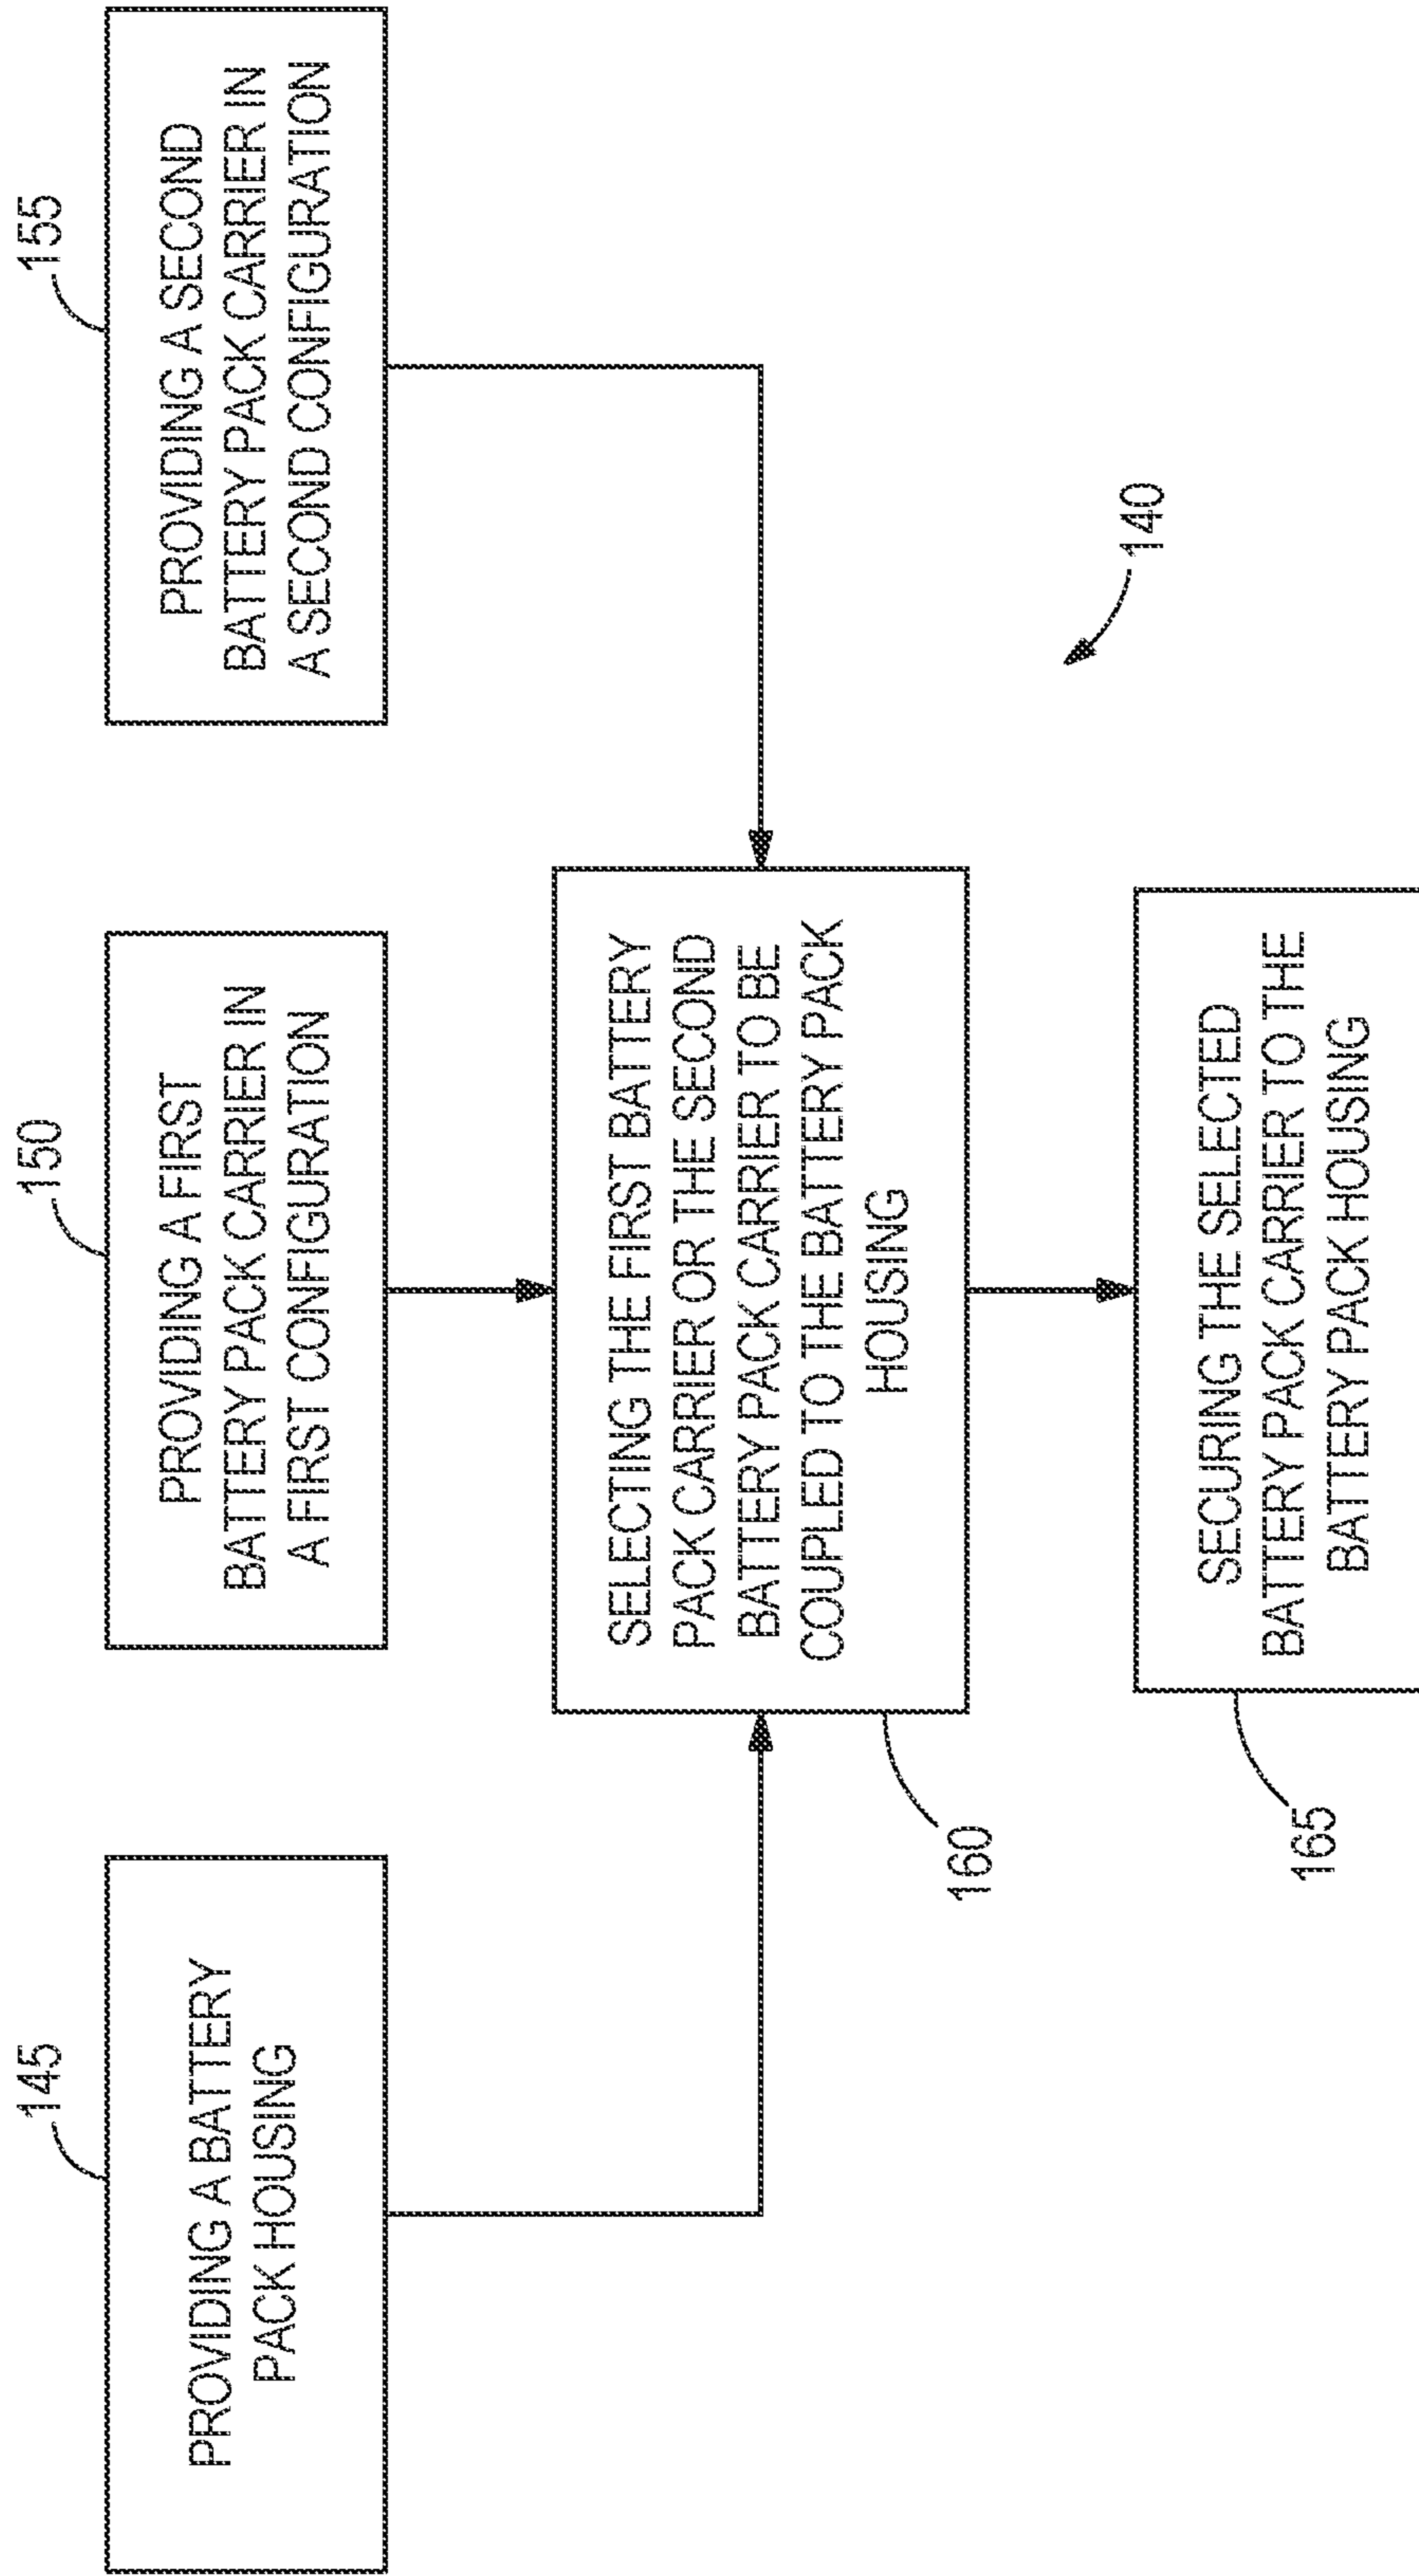 145
PROVIDING A BATTERY
PACK HOUSING
150
PROVIDING A FIRST
BATTERY PACK CARRIER IN
A FIRST CONFIGURATION
155
PROVIDING A SECOND
BATTERY PACK CARRIER IN
A SECOND CONFIGURATION
160
SELECTING THE FIRST BATTERY
PACK CARRIER OR THE SECOND
BATTERY PACK CARRIER TO BE
COUPLED TO THE BATTERY PACK
HOUSING
140
165
SECURING THE SELECTED
BATTERY PACK CARRIER TO THE
BATTERY PACK HOUSING